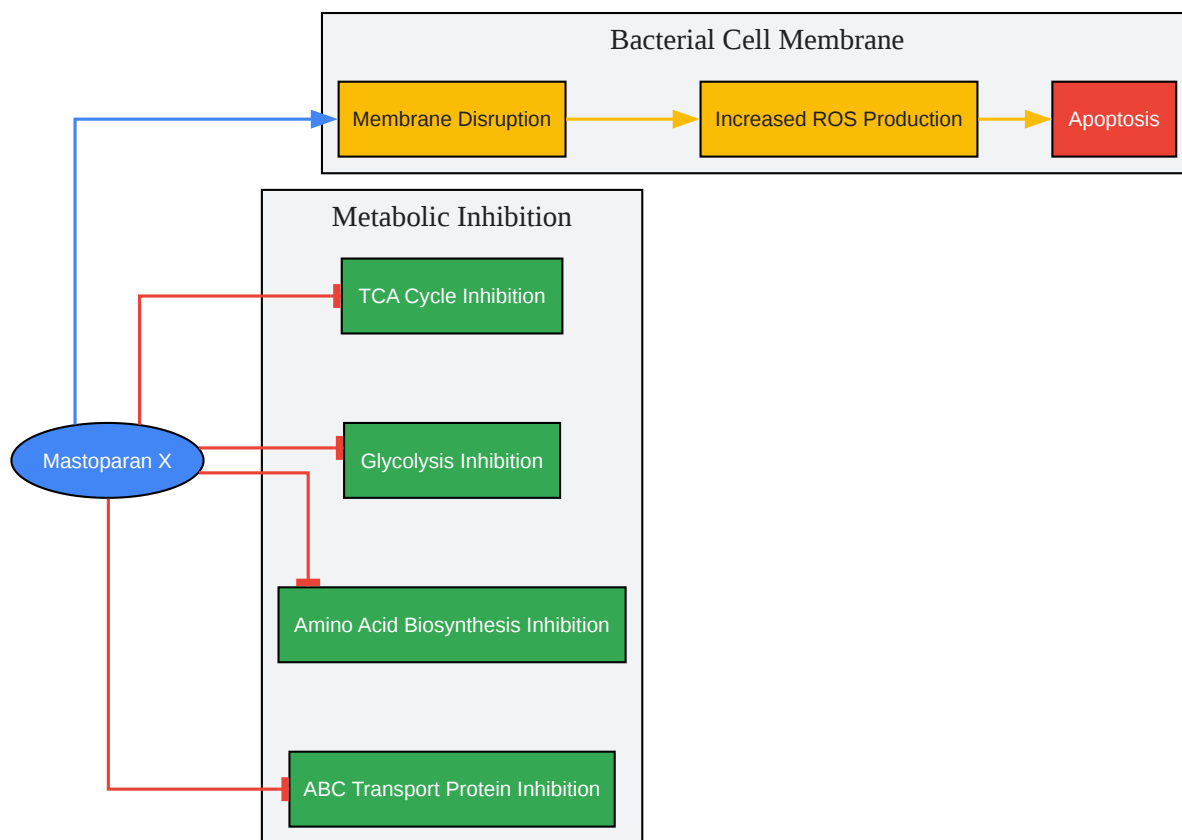 Bacterial Cell Membrane
Membrane Disruption
Increased ROS Production
Apoptosis
Metabolic Inhibition
TCA Cycle Inhibition
Mastoparan X
Glycolysis Inhibition
Amino Acid Biosynthesis Inhibition
ABC Transport Protein Inhibition